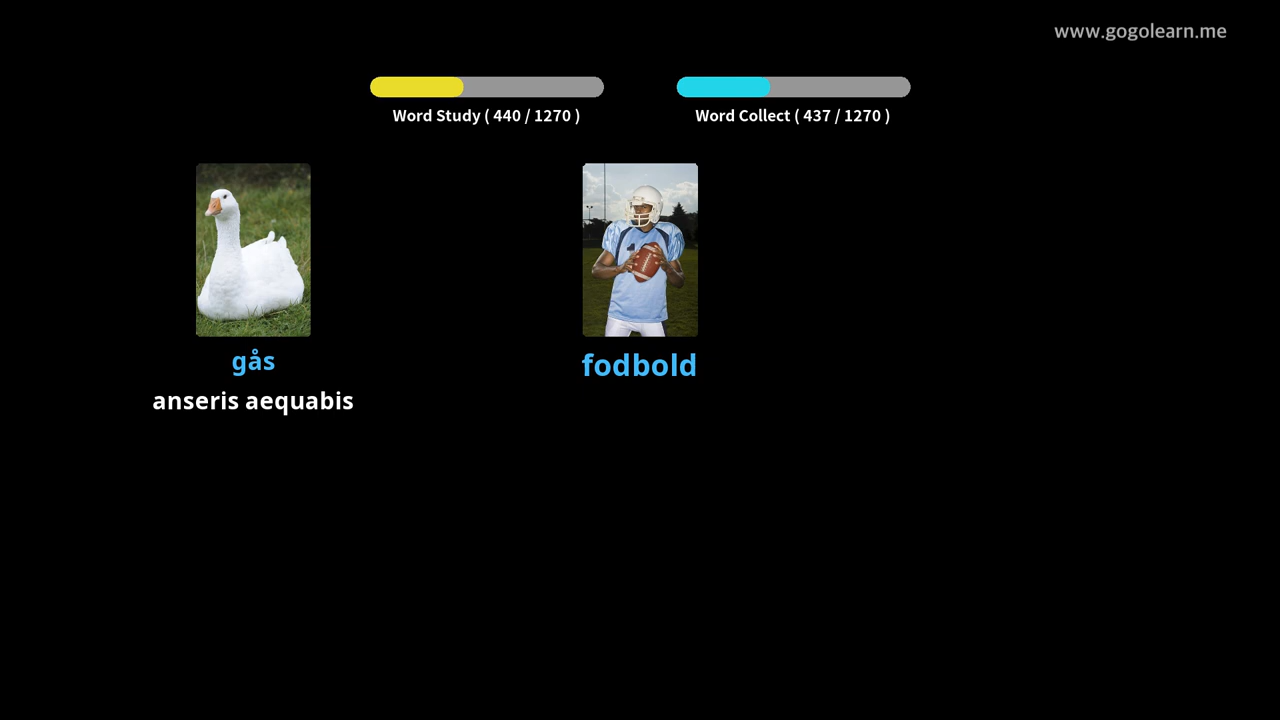 www.gogolearn.me
Word Study ( 440 / 1270 )
Word Collect ( 437 / 1270 )
gås
fodbold
anseris aequabis